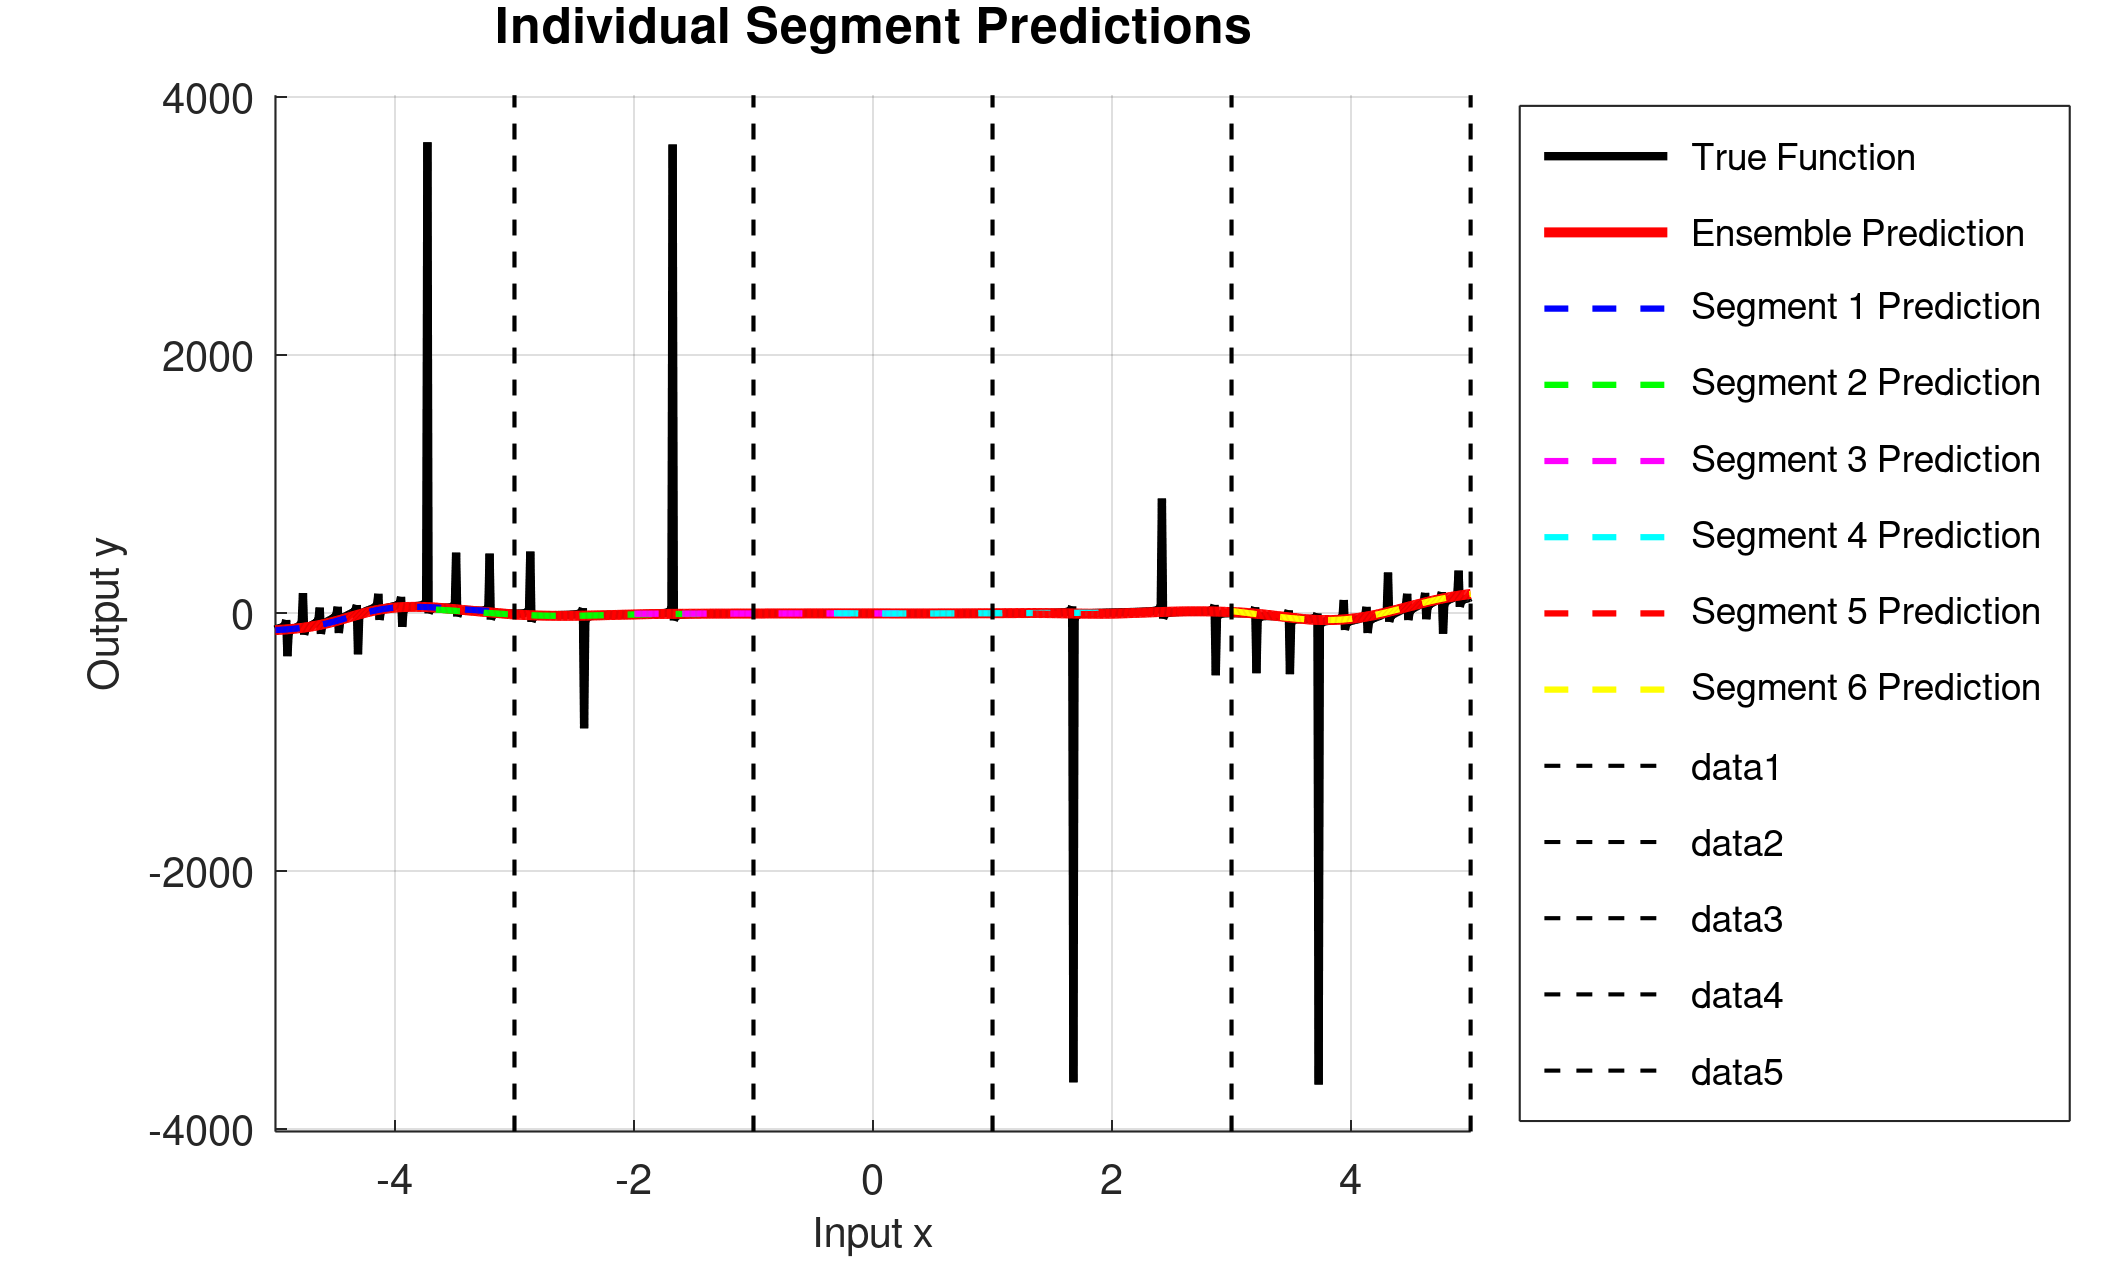 Individual Segment Predictions
4000
2000
0
-2000
-4000
Output y
-4
-2
0
2
4
Input x
True Function
Ensemble Prediction
Segment 1 Prediction
Segment 2 Prediction
Segment 3 Prediction
Segment 4 Prediction
Segment 5 Prediction
Segment 6 Prediction
data1
data2
data3
data4
data5